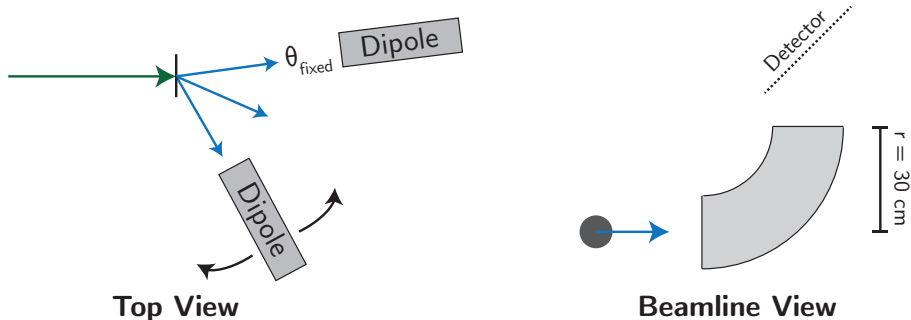 θfixed
Dipole
Dipole
Top View
Detector
r = 30 cm
Beamline View